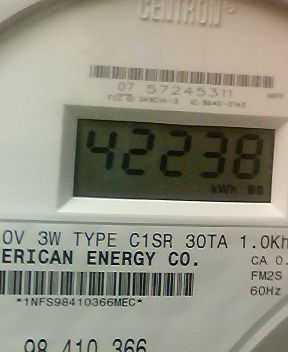 CENTRON®
07 57245311
HPP
42238
kWh
0V 3W TYPE C1SR 30TA 1.0Kh
ERICAN ENERGY CO.
CA 0.
FM2S
*1NFS98410366MEC*
60Hz
98 410 366